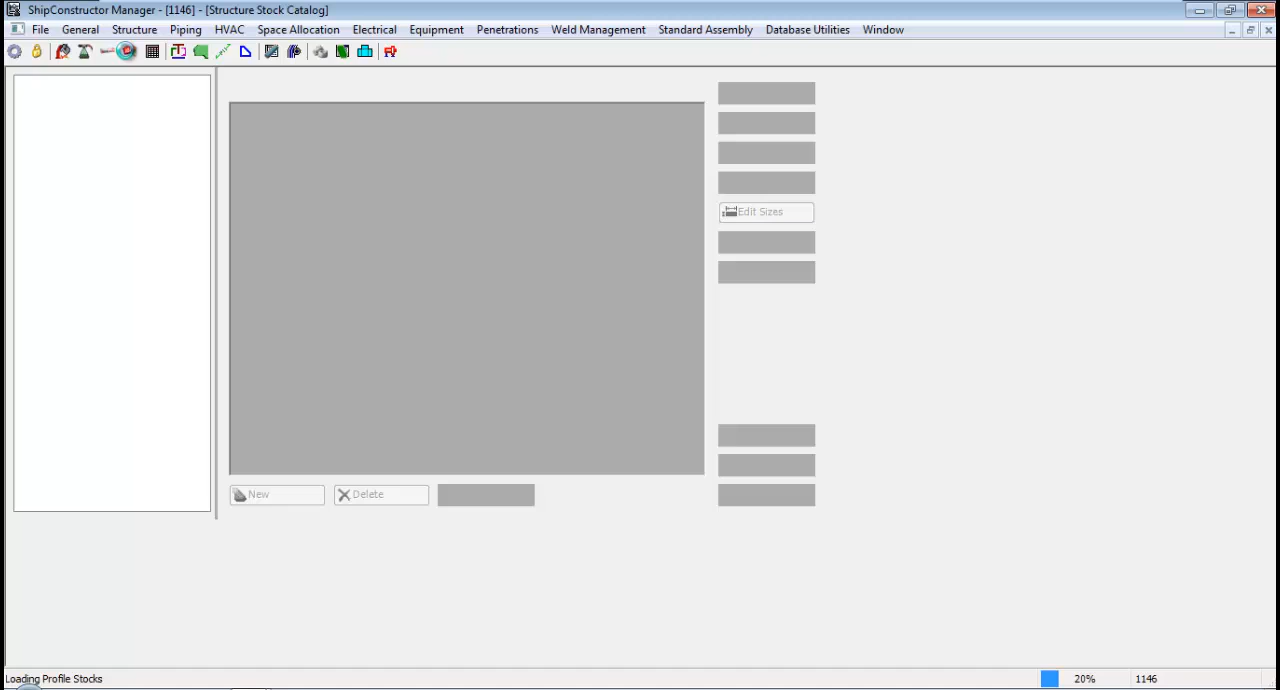 ShipConstructor Manager - [1146] - [Structure Stock Catalog]
File General Structure Piping HVAC Space Allocation Electrical Equipment Penetrations Weld Management Standard Assembly Database Utilities Window
Edit Sizes
New Delete
Loading Profile Stocks 20% 1146